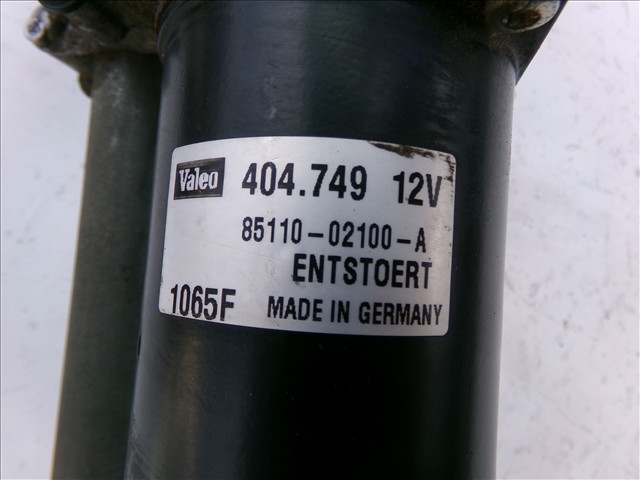 Valeo 404.749 12V
85110-02100-A
ENTSTOERT
1065F MADE IN GERMANY